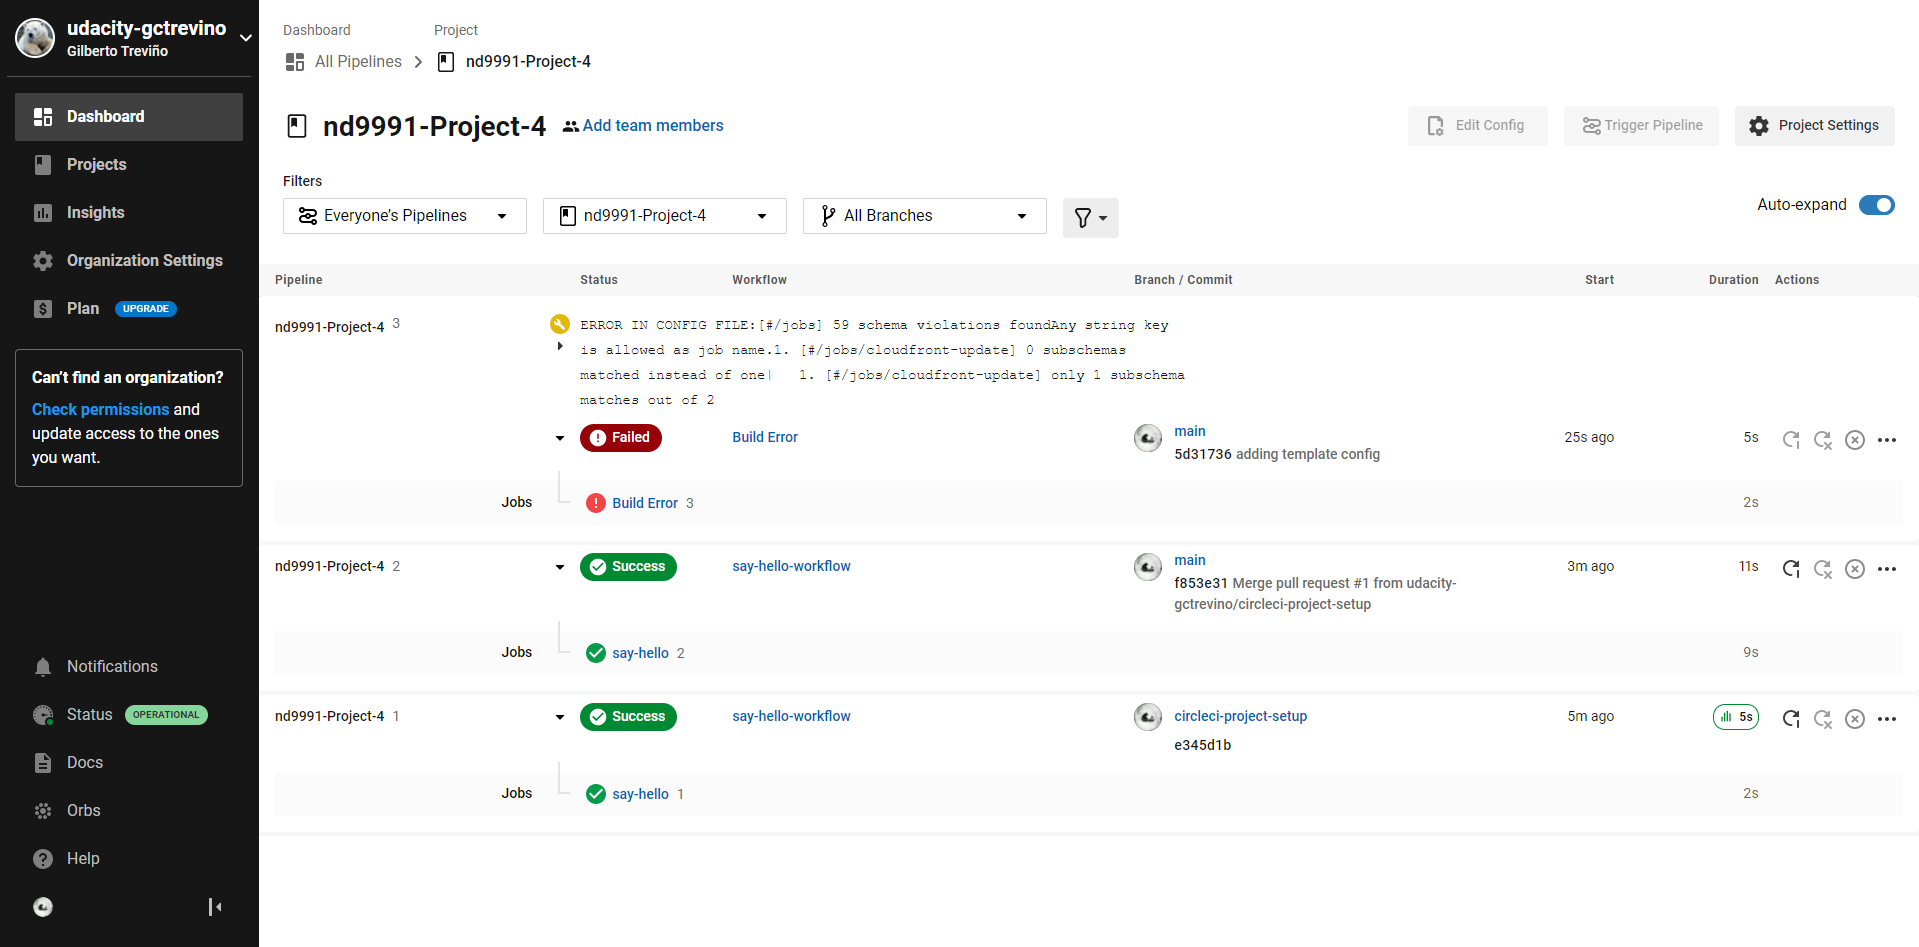 udacity-gctrevino
Gilberto Treviño
Dashboard
Projects
Insights
Organization Settings
Plan UPGRADE
Can't find an organization?
Check permissions and
update access to the ones
you want.
Notifications
Status OPERATIONAL
Docs
Orbs
Help
Dashboard Project
All Pipelines nd9991-Project-4
nd9991-Project-4 Add team members
Edit Config Trigger Pipeline Project Settings
Filters
Everyone's Pipelines nd9991-Project-4 All Branches
Auto-expand
Pipeline Status Workflow Branch / Commit Start Duration Actions
nd9991-Project-4 3
ERROR IN CONFIG FILE:[#/jobs] 59 schema violations foundAny string key
is allowed as job name.1. [#/jobs/cloudfront-update] 0 subschemas
matched instead of one|   1. [#/jobs/cloudfront-update] only 1 subschema
matches out of 2
Failed Build Error main 25s ago 5s
5d31736 adding template config
Jobs Build Error 3 2s
nd9991-Project-4 2 Success say-hello-workflow main 3m ago 11s
f853e31 Merge pull request #1 from udacity-
gctrevino/circleci-project-setup
Jobs say-hello 2 9s
nd9991-Project-4 1 Success say-hello-workflow circleci-project-setup 5m ago 5s
e345d1b
Jobs say-hello 1 2s